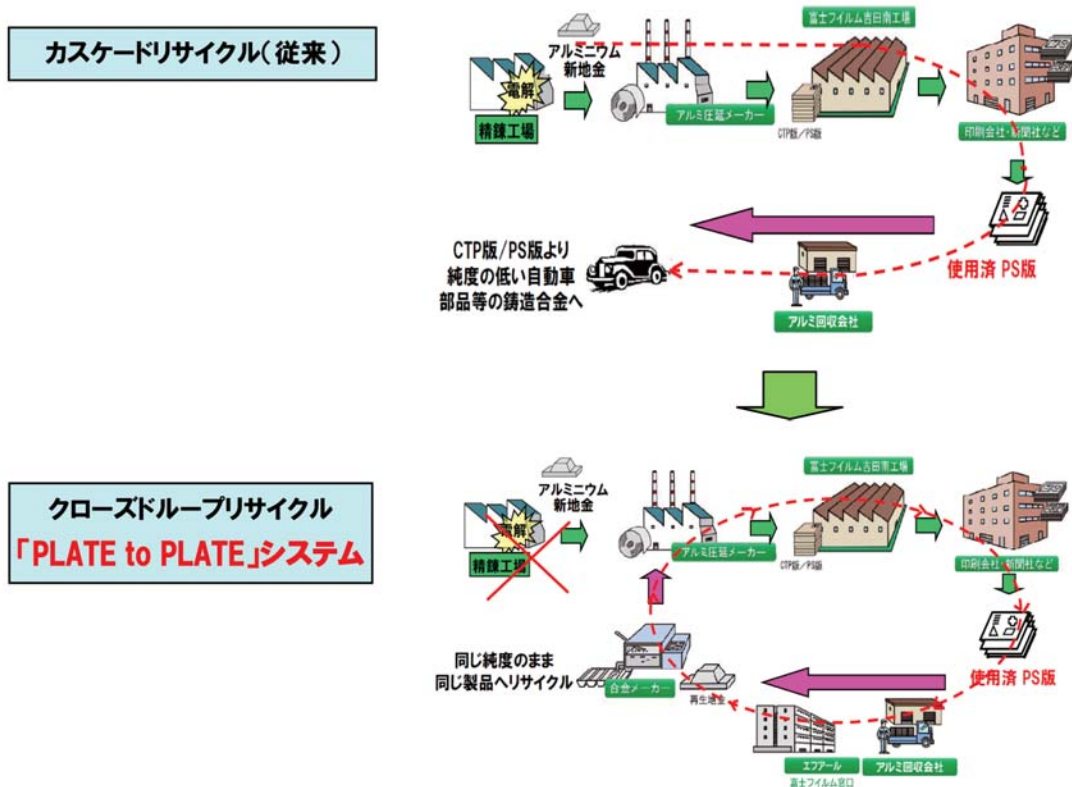 カスケードリサイクル(従来)
アルミニウム
新地金
電解
精錬工場
アルミ圧延メーカー
富士フイルム吉田南工場
CTP版/PS版
印刷会社・新聞社など
使用済 PS版
アルミ回収会社
CTP版/PS版より
純度の低い自動車
部品等の鋳造合金へ
クローズドループリサイクル
「PLATE to PLATE」システム
アルミニウム
新地金
電解
精錬工場
アルミ圧延メーカー
富士フイルム吉田南工場
CTP版/PS版
印刷会社・新聞社など
使用済 PS版
アルミ回収会社
エフアール
富士フイルム窓口
再生地金
合金メーカー
同じ純度のまま
同じ製品へリサイクル